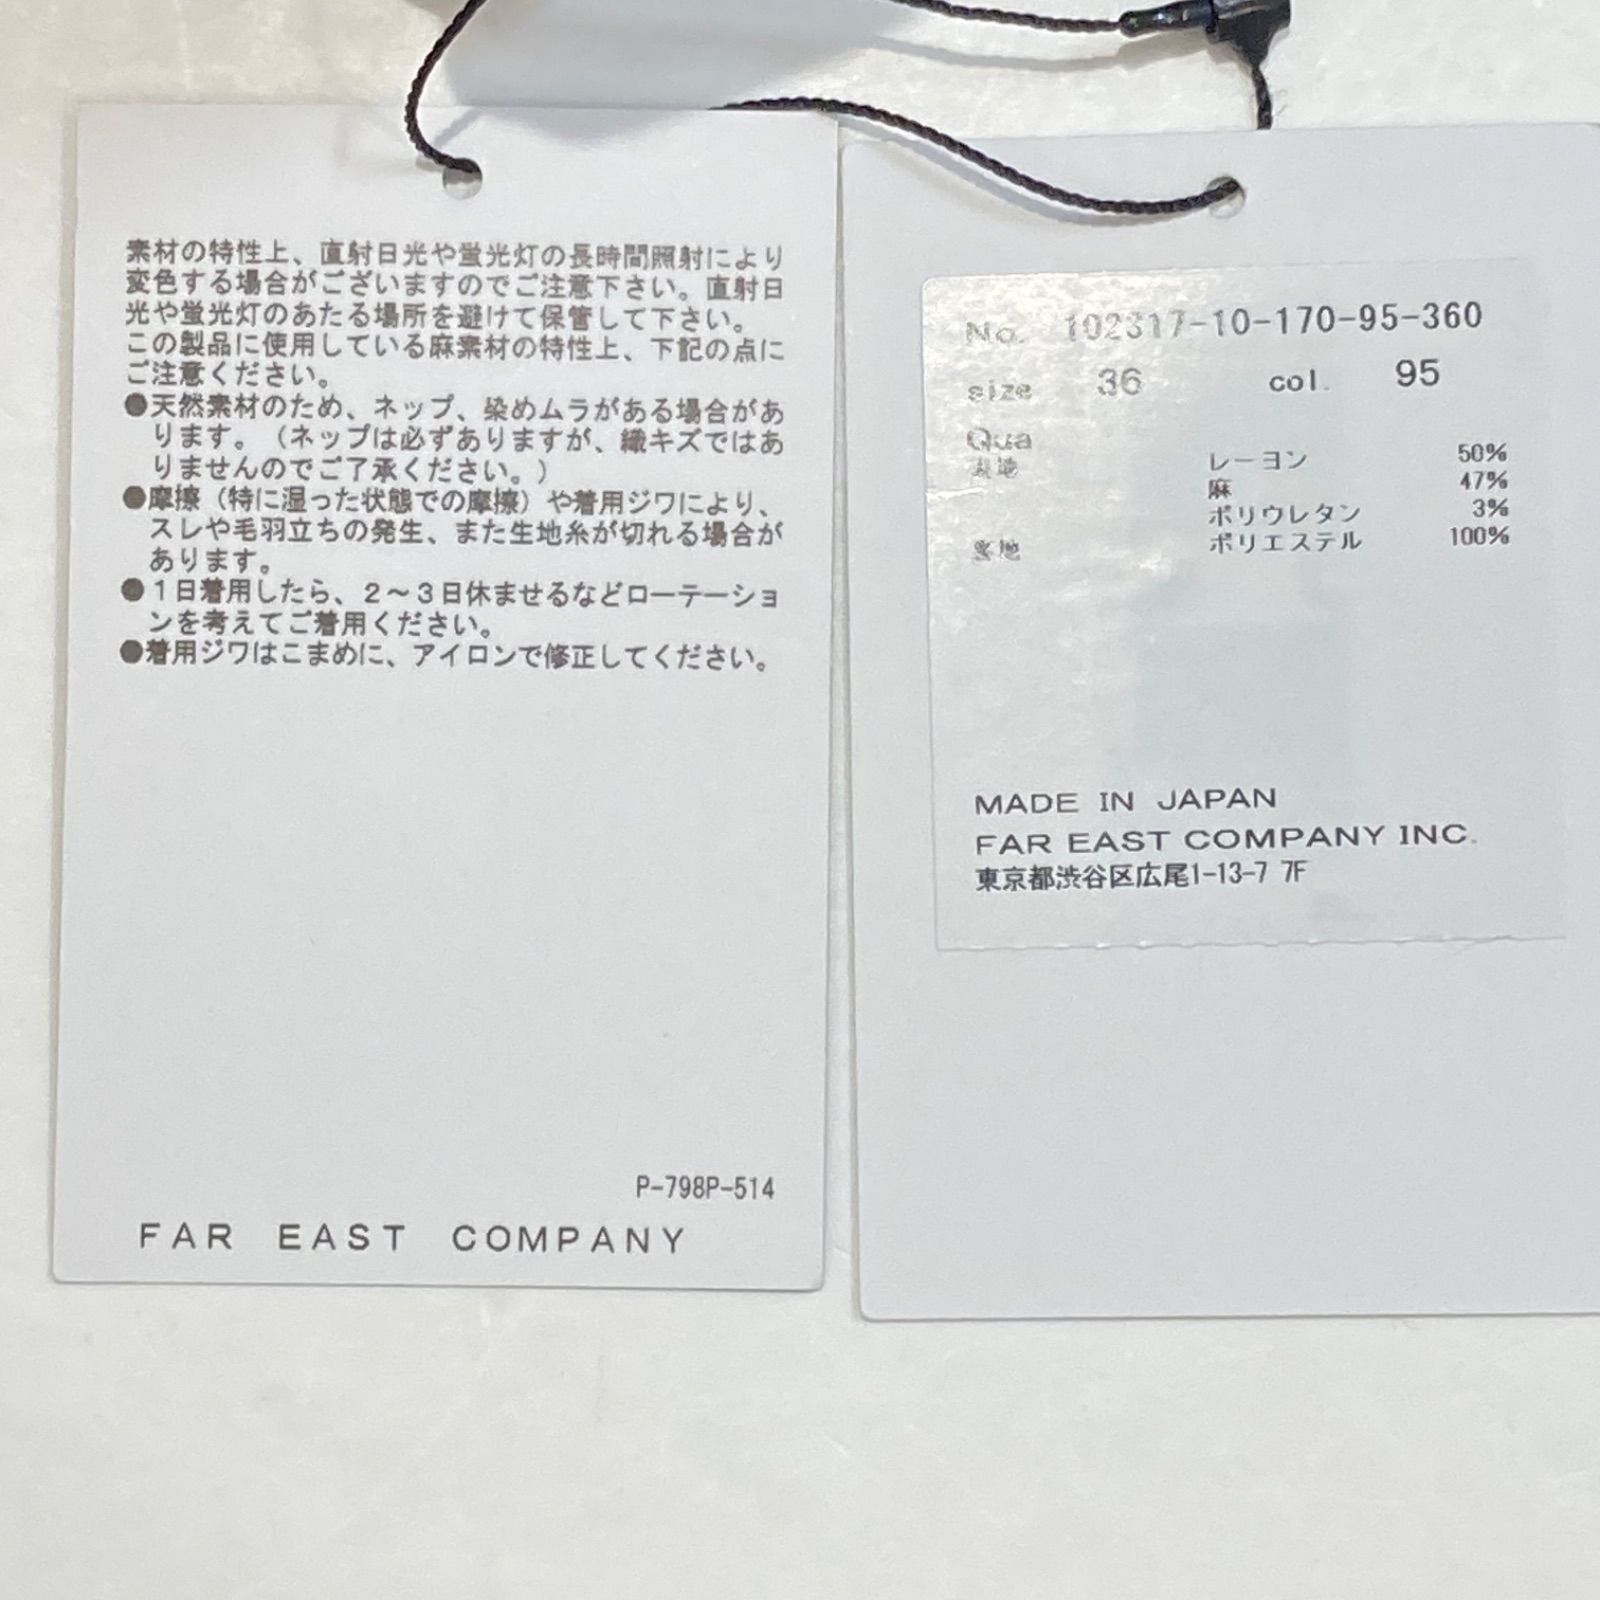 素材の特性上、直射日光や蛍光灯の長時間照射により
変色する場合がございますのでご注意下さい。直射日
光や蛍光灯のあたる場所を避けて保管して下さい。
この製品に使用している麻素材の特性上、下記の点に
ご注意ください。
●天然素材のため、ネップ、染めムラがある場合があ
ります。（ネップは必ずありますが、織キズではあ
りませんのでご了承ください。）
●摩擦（特に湿った状態での摩擦）や着用ジワにより、
スレや毛羽立ちの発生、また生地糸が切れる場合が
あります。
●１日着用したら、２～３日休ませるなどローテーショ
ンを考えてご着用ください。
●着用ジワはこまめに、アイロンで修正してください。
P-798P-514
FAR EAST COMPANY
No. 102317-10-170-95-360
size 36 col. 95
Qua
表地 レーヨン 50%
麻 47%
ポリウレタン 3%
裏地 ポリエステル 100%
MADE IN JAPAN
FAR EAST COMPANY INC.
東京都渋谷区広尾1-13-7 7F